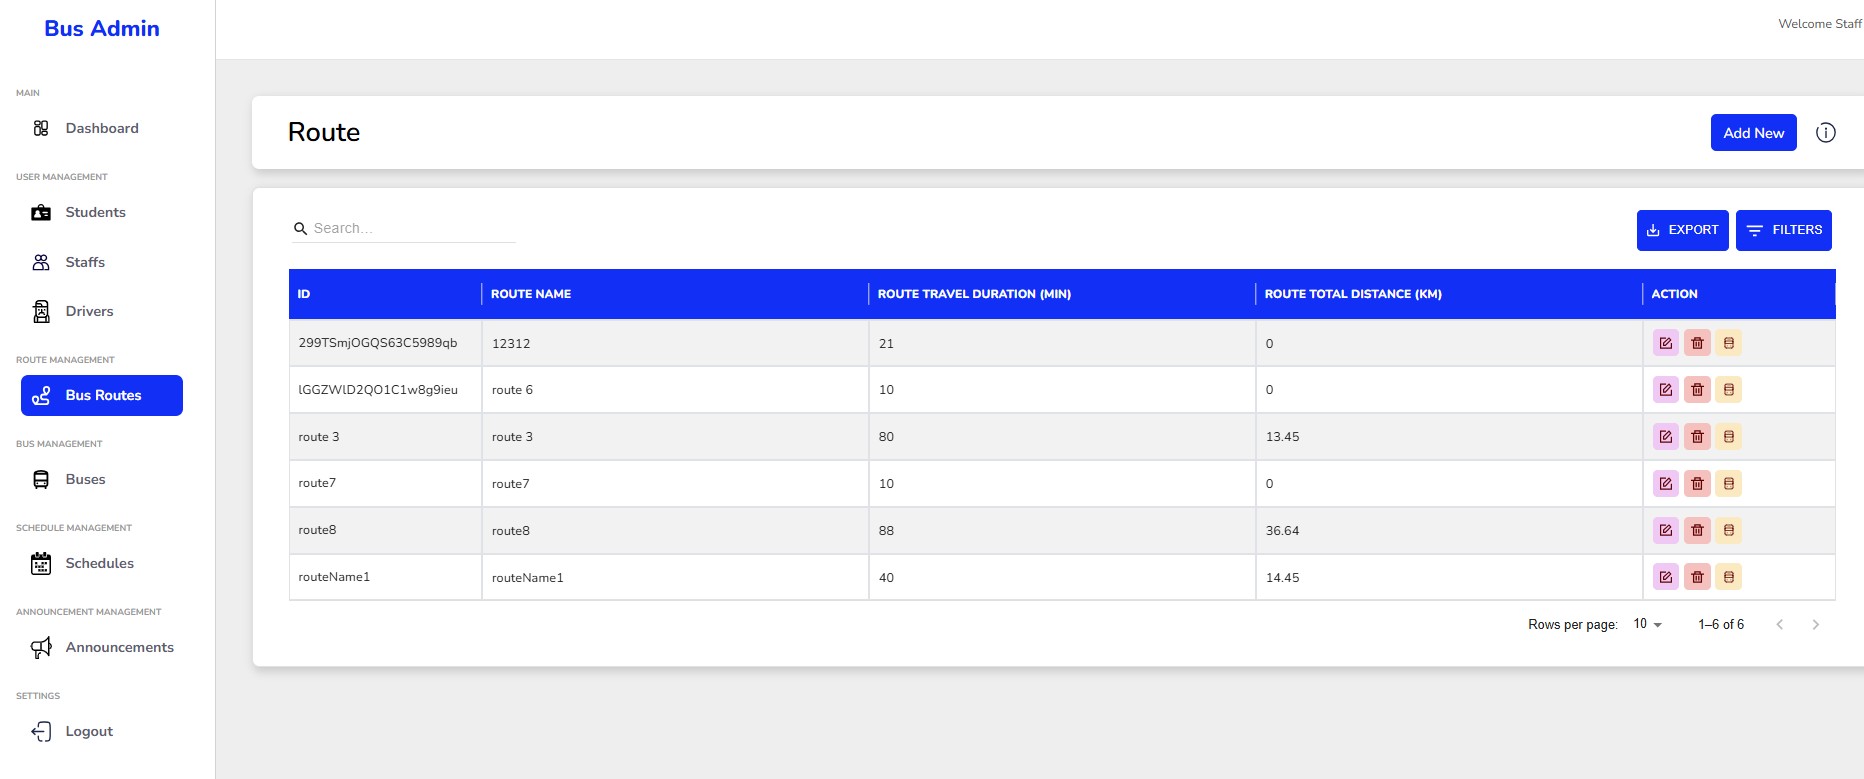 Bus Admin
Welcome Staff
MAIN
Dashboard
USER MANAGEMENT
Students
Staffs
Drivers
ROUTE MANAGEMENT
Bus Routes
BUS MANAGEMENT
Buses
SCHEDULE MANAGEMENT
Schedules
ANNOUNCEMENT MANAGEMENT
Announcements
SETTINGS
Logout
Route
Add New
Search...
EXPORT FILTERS
ID ROUTE NAME ROUTE TRAVEL DURATION (MIN) ROUTE TOTAL DISTANCE (KM) ACTION
299TSmjOGQS63C5989qb 12312 21 0
lGGZWlD2QO1C1w8g9ieu route 6 10 0
route 3 route 3 80 13.45
route7 route7 10 0
route8 route8 88 36.64
routeName1 routeName1 40 14.45
Rows per page: 10 1–6 of 6